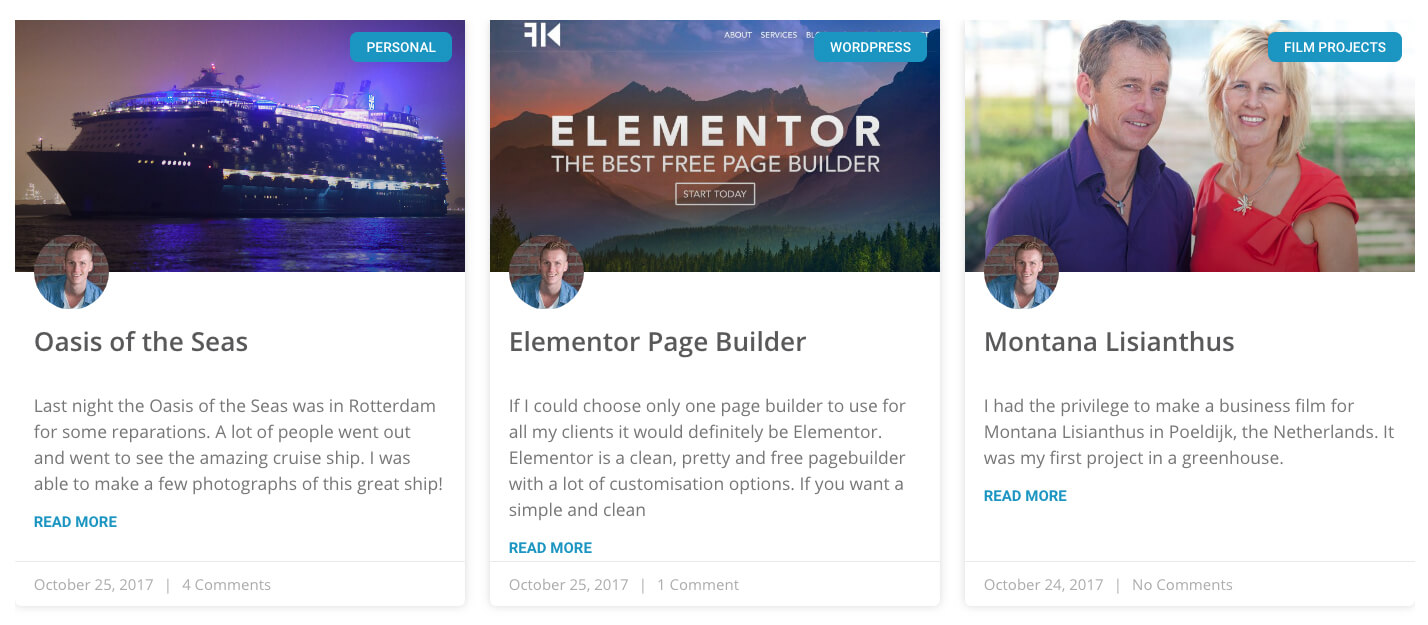 PERSONAL
Oasis of the Seas
Last night the Oasis of the Seas was in Rotterdam
for some reparations. A lot of people went out
and went to see the amazing cruise ship. I was
able to make a few photographs of this great ship!
READ MORE
October 25, 2017 | 4 Comments
ABOUT SERVICES
WORDPRESS
ELEMENTOR
THE BEST FREE PAGE BUILDER
START TODAY
Elementor Page Builder
If I could choose only one page builder to use for
all my clients it would definitely be Elementor.
Elementor is a clean, pretty and free pagebuilder
with a lot of customisation options. If you want a
simple and clean
READ MORE
October 25, 2017 | 1 Comment
FILM PROJECTS
Montana Lisianthus
I had the privilege to make a business film for
Montana Lisianthus in Poeldijk, the Netherlands. It
was my first project in a greenhouse.
READ MORE
October 24, 2017 | No Comments